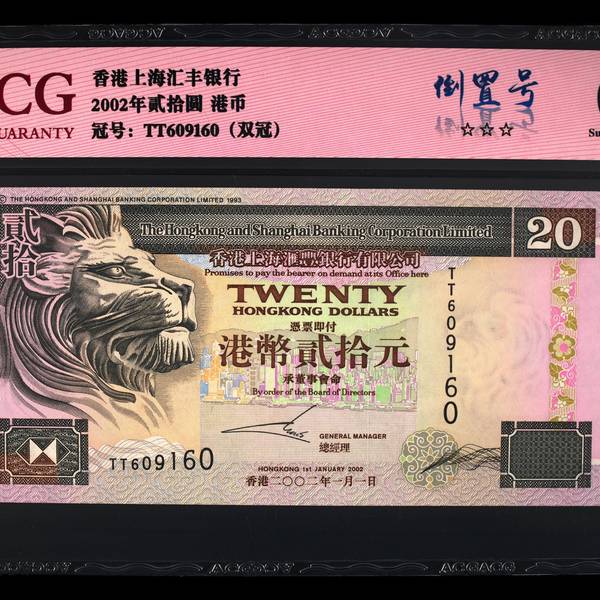 CG
UARANTY
香港上海汇丰银行
2002年贰拾圓 港币
冠号：TT609160（双冠）
倒置号
☆☆☆
Su
© THE HONGKONG AND SHANGHAI BANKING CORPORATION LIMITED 1993
貳拾
The Hongkong and Shanghai Banking Corporation Limited
20
香港上海滙豐銀行有限公司
Promises to pay the bearer on demand at its Office here
TWENTY
HONGKONG DOLLARS
憑票即付
港幣貳拾元
承董事會命
By order of the Board of Directors
TT609160
GENERAL MANAGER
總經理
TT609160
HONGKONG 1st JANUARY 2002
香港二〇〇二年一月一日
ACGACG